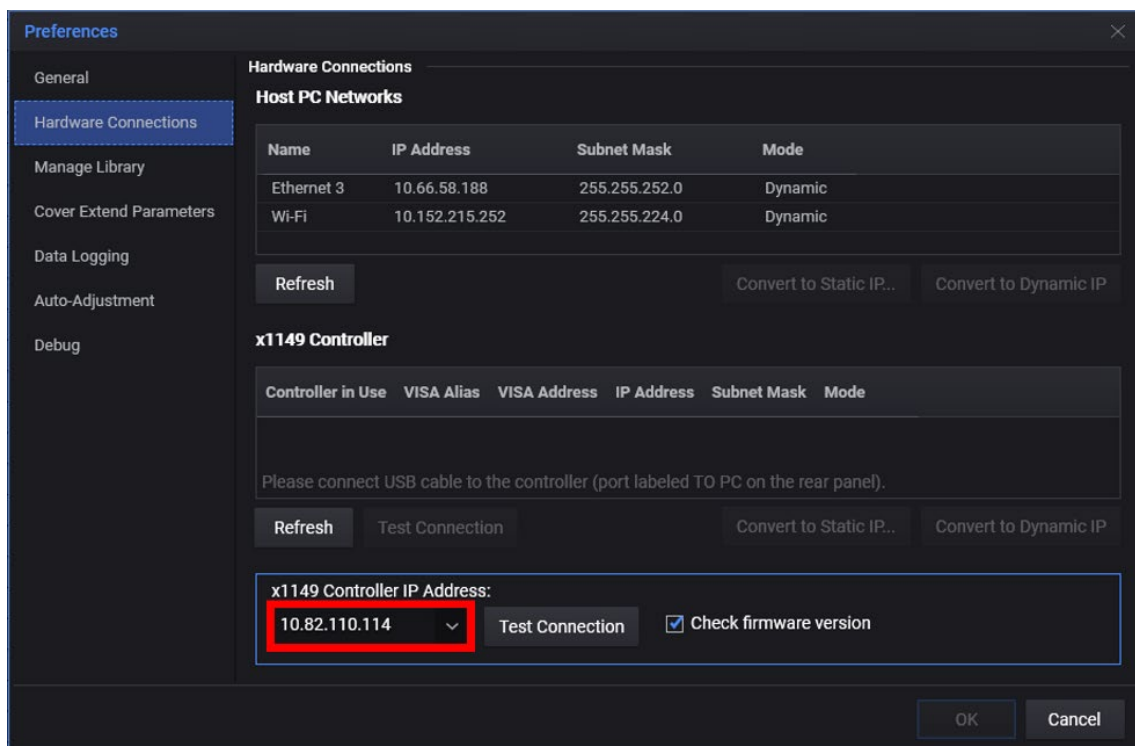 Preferences
General
Hardware Connections
Manage Library
Cover Extend Parameters
Data Logging
Auto-Adjustment
Debug
Hardware Connections
Host PC Networks
Name IP Address Subnet Mask Mode
Ethernet 3 10.66.58.188 255.255.252.0 Dynamic
Wi-Fi 10.152.215.252 255.255.224.0 Dynamic
Refresh Convert to Static IP... Convert to Dynamic IP
x1149 Controller
Controller in Use VISA Alias VISA Address IP Address Subnet Mask Mode
Please connect USB cable to the controller (port labeled TO PC on the rear panel).
Refresh Test Connection Convert to Static IP... Convert to Dynamic IP
x1149 Controller IP Address:
10.82.110.114 Test Connection Check firmware version
OK Cancel